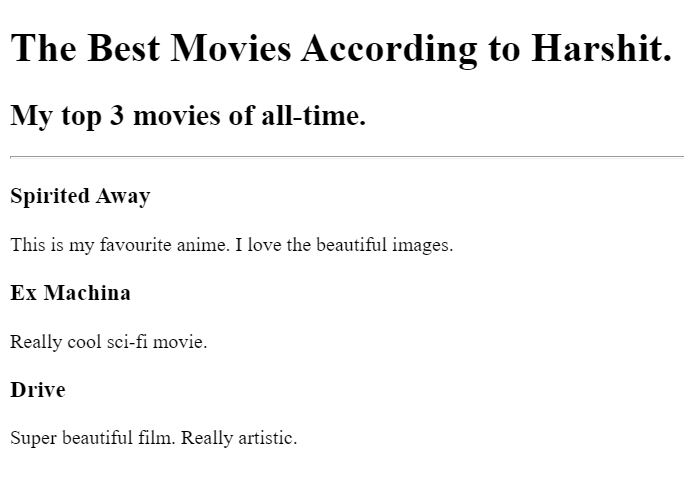 The Best Movies According to Harshit.
My top 3 movies of all-time.
Spirited Away
This is my favourite anime. I love the beautiful images.
Ex Machina
Really cool sci-fi movie.
Drive
Super beautiful film. Really artistic.